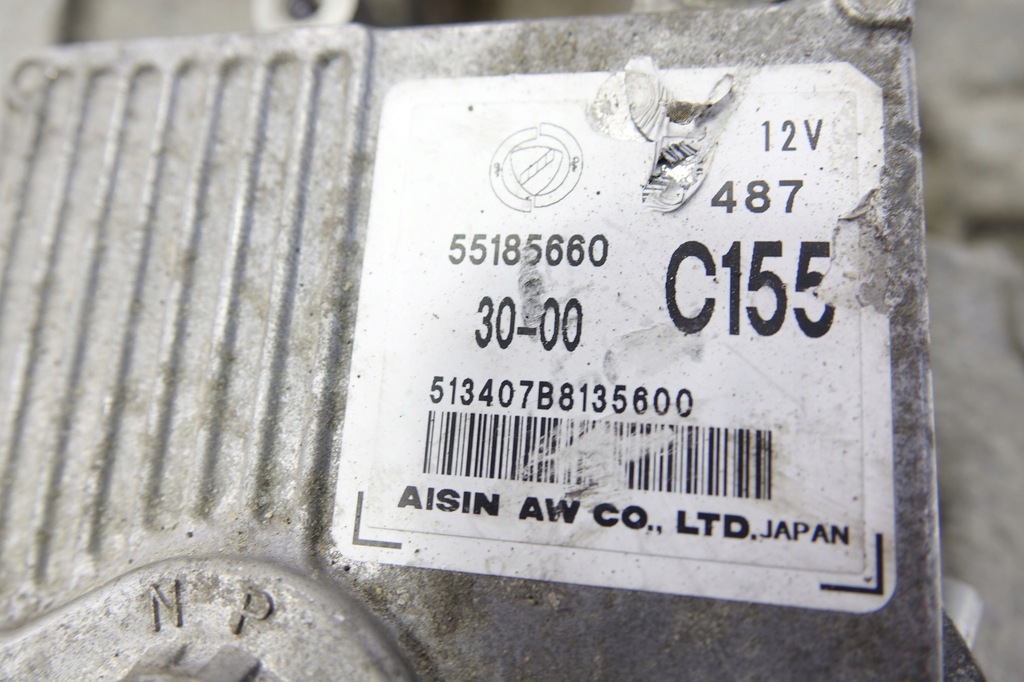 12V
487
55185660
C155
30-00
513407B8135600
AISIN AW CO., LTD. JAPAN
N P